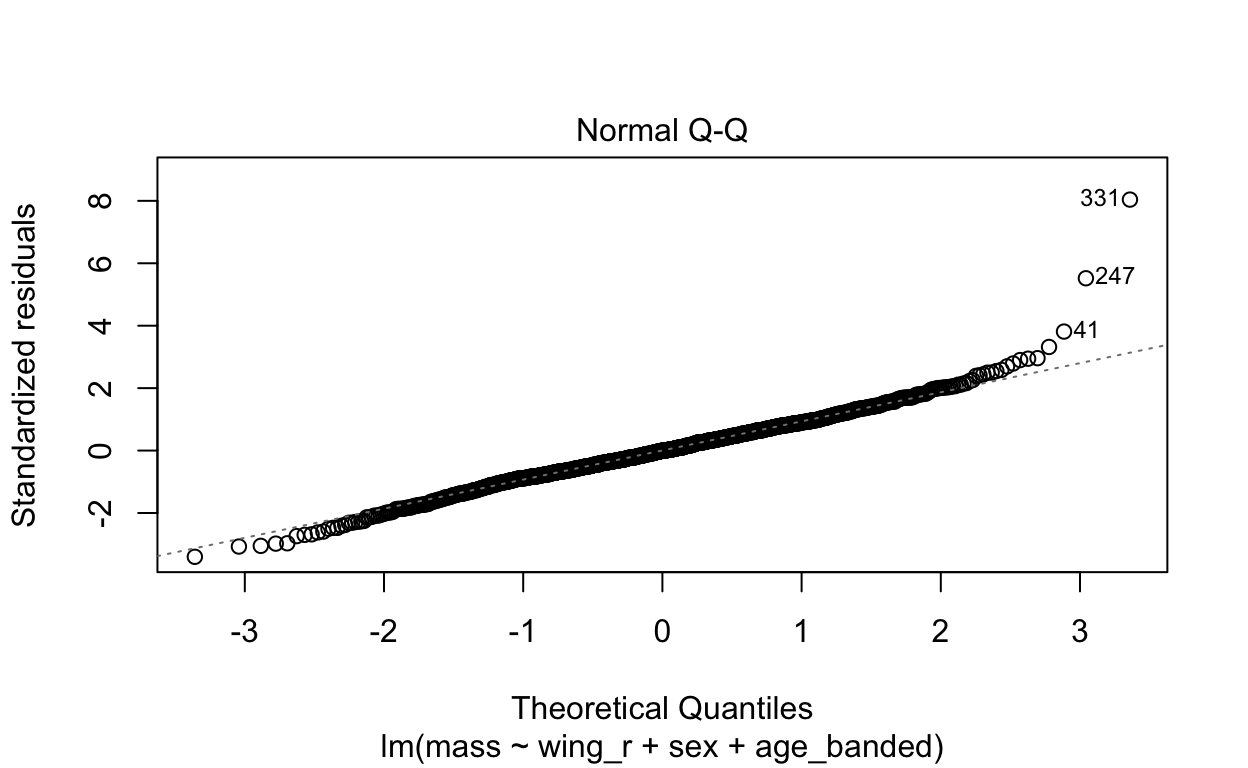 Normal Q-Q
Standardized residuals
8
6
4
2
0
-2
331
247
41
-3 -2 -1 0 1 2 3
Theoretical Quantiles
lm(mass ~ wing_r + sex + age_banded)